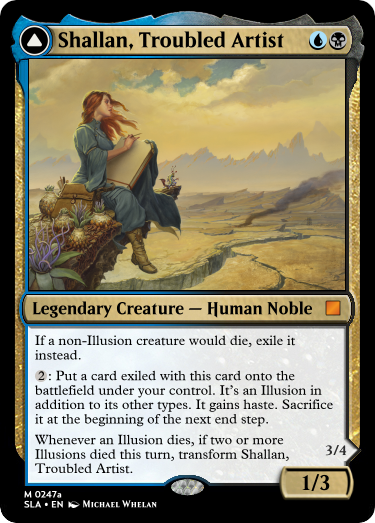 Shallan, Troubled Artist
Legendary Creature — Human Noble
If a non-Illusion creature would die, exile it
instead.
2: Put a card exiled with this card onto the
battlefield under your control. It's an Illusion in
addition to its other types. It gains haste. Sacrifice
it at the beginning of the next end step.
Whenever an Illusion dies, if two or more
Illusions died this turn, transform Shallan,
Troubled Artist.
3/4
1/3
M 0247a
SLA • EN Michael Whelan